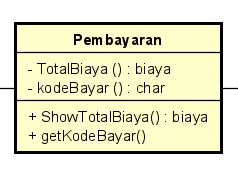 Pembayaran
- TotalBiaya () : biaya
- kodeBayar () : char
+ ShowTotalBiaya() : biaya
+ getKodeBayar()